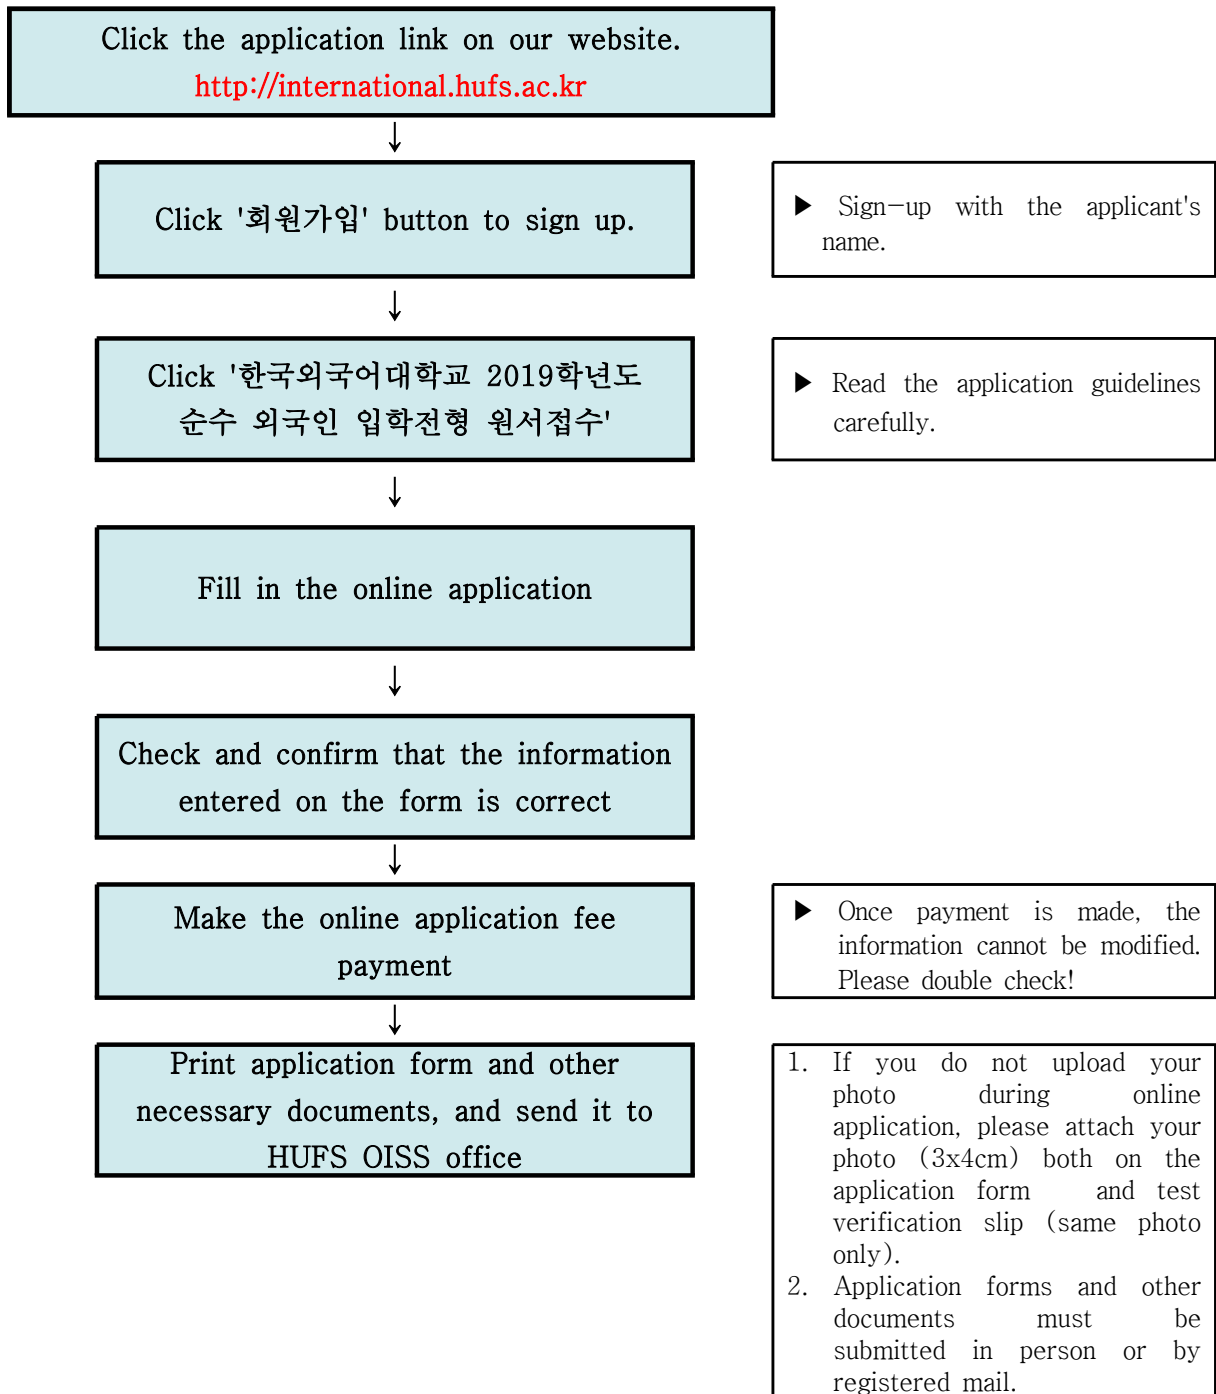 Click the application link on our website.
http://international.hufs.ac.kr
↓
Click '회원가입' button to sign up.
▶ Sign-up with the applicant's
name.
↓
Click '한국외국어대학교 2019학년도
순수 외국인 입학전형 원서접수'
▶ Read the application guidelines
carefully.
↓
Fill in the online application
↓
Check and confirm that the information
entered on the form is correct
↓
Make the online application fee
payment
▶ Once payment is made, the
information cannot be modified.
Please double check!
↓
Print application form and other
necessary documents, and send it to
HUFS OISS office
1. If you do not upload your
photo during online
application, please attach your
photo (3x4cm) both on the
application form and test
verification slip (same photo
only).
2. Application forms and other
documents must be
submitted in person or by
registered mail.